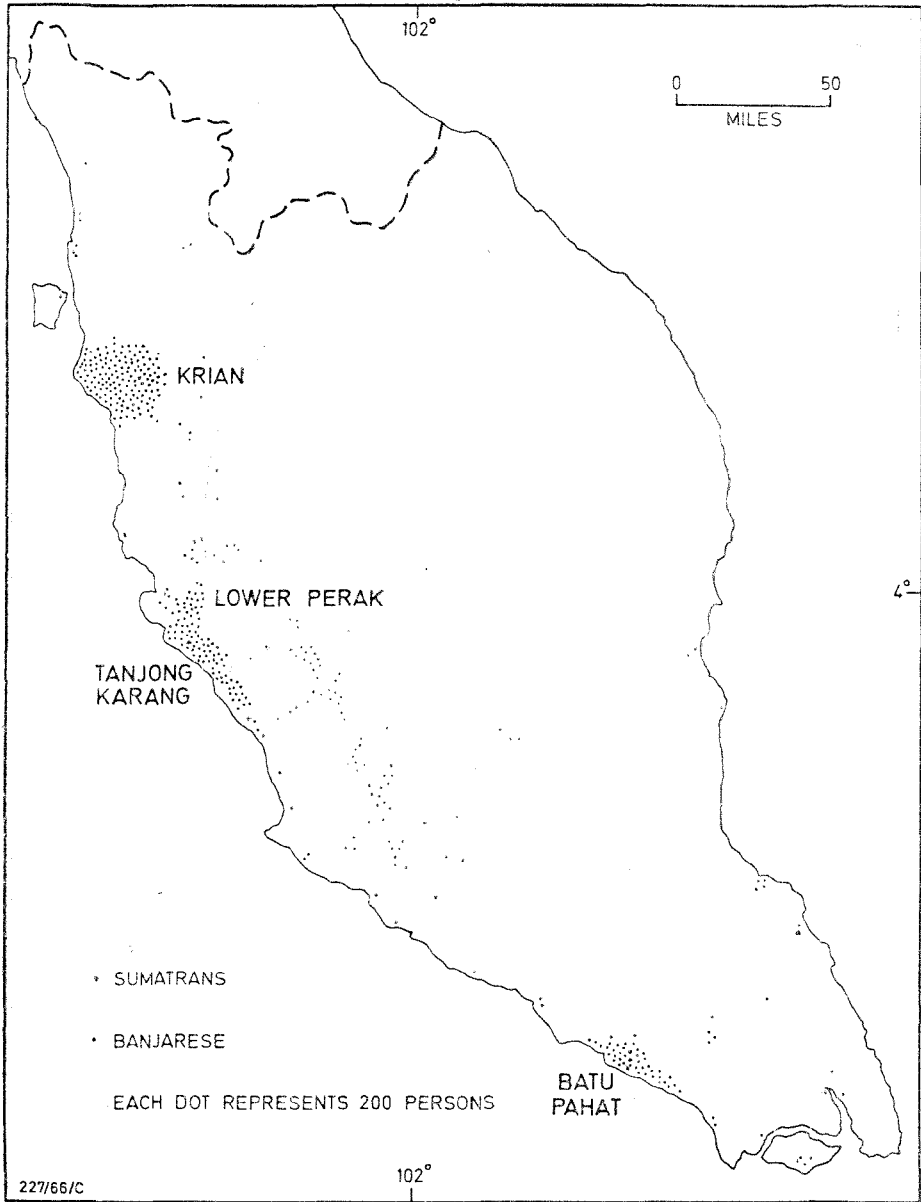 102°
0 50
MILES
KRIAN
LOWER PERAK
4°
TANJONG
KARANG
SUMATRANS
BANJARESE
BATU
PAHAT
EACH DOT REPRESENTS 200 PERSONS
102°
227/66/C